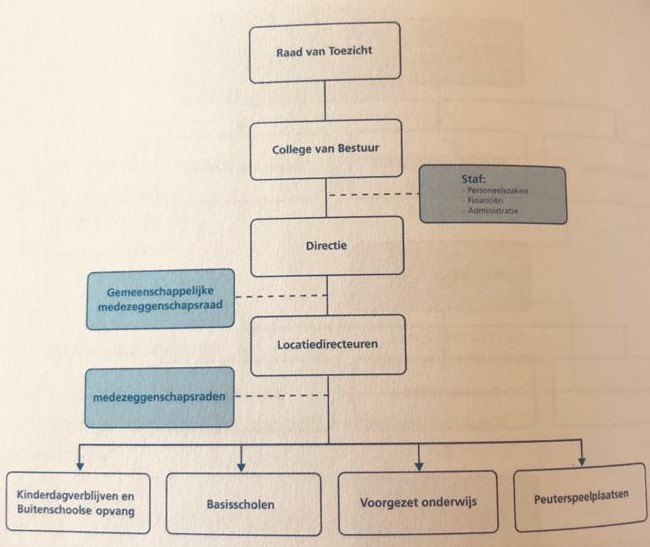 Raad van Toezicht
College van Bestuur
Staf:
- Personeelszaken
- Financiën
- Administratie
Directie
Gemeenschappelijke
medezeggenschapsraad
Locatiedirecteuren
medezeggenschapsraden
Kinderdagverblijven en
Buitenschoolse opvang
Basisscholen
Voorgezet onderwijs
Peuterspeelplaatsen